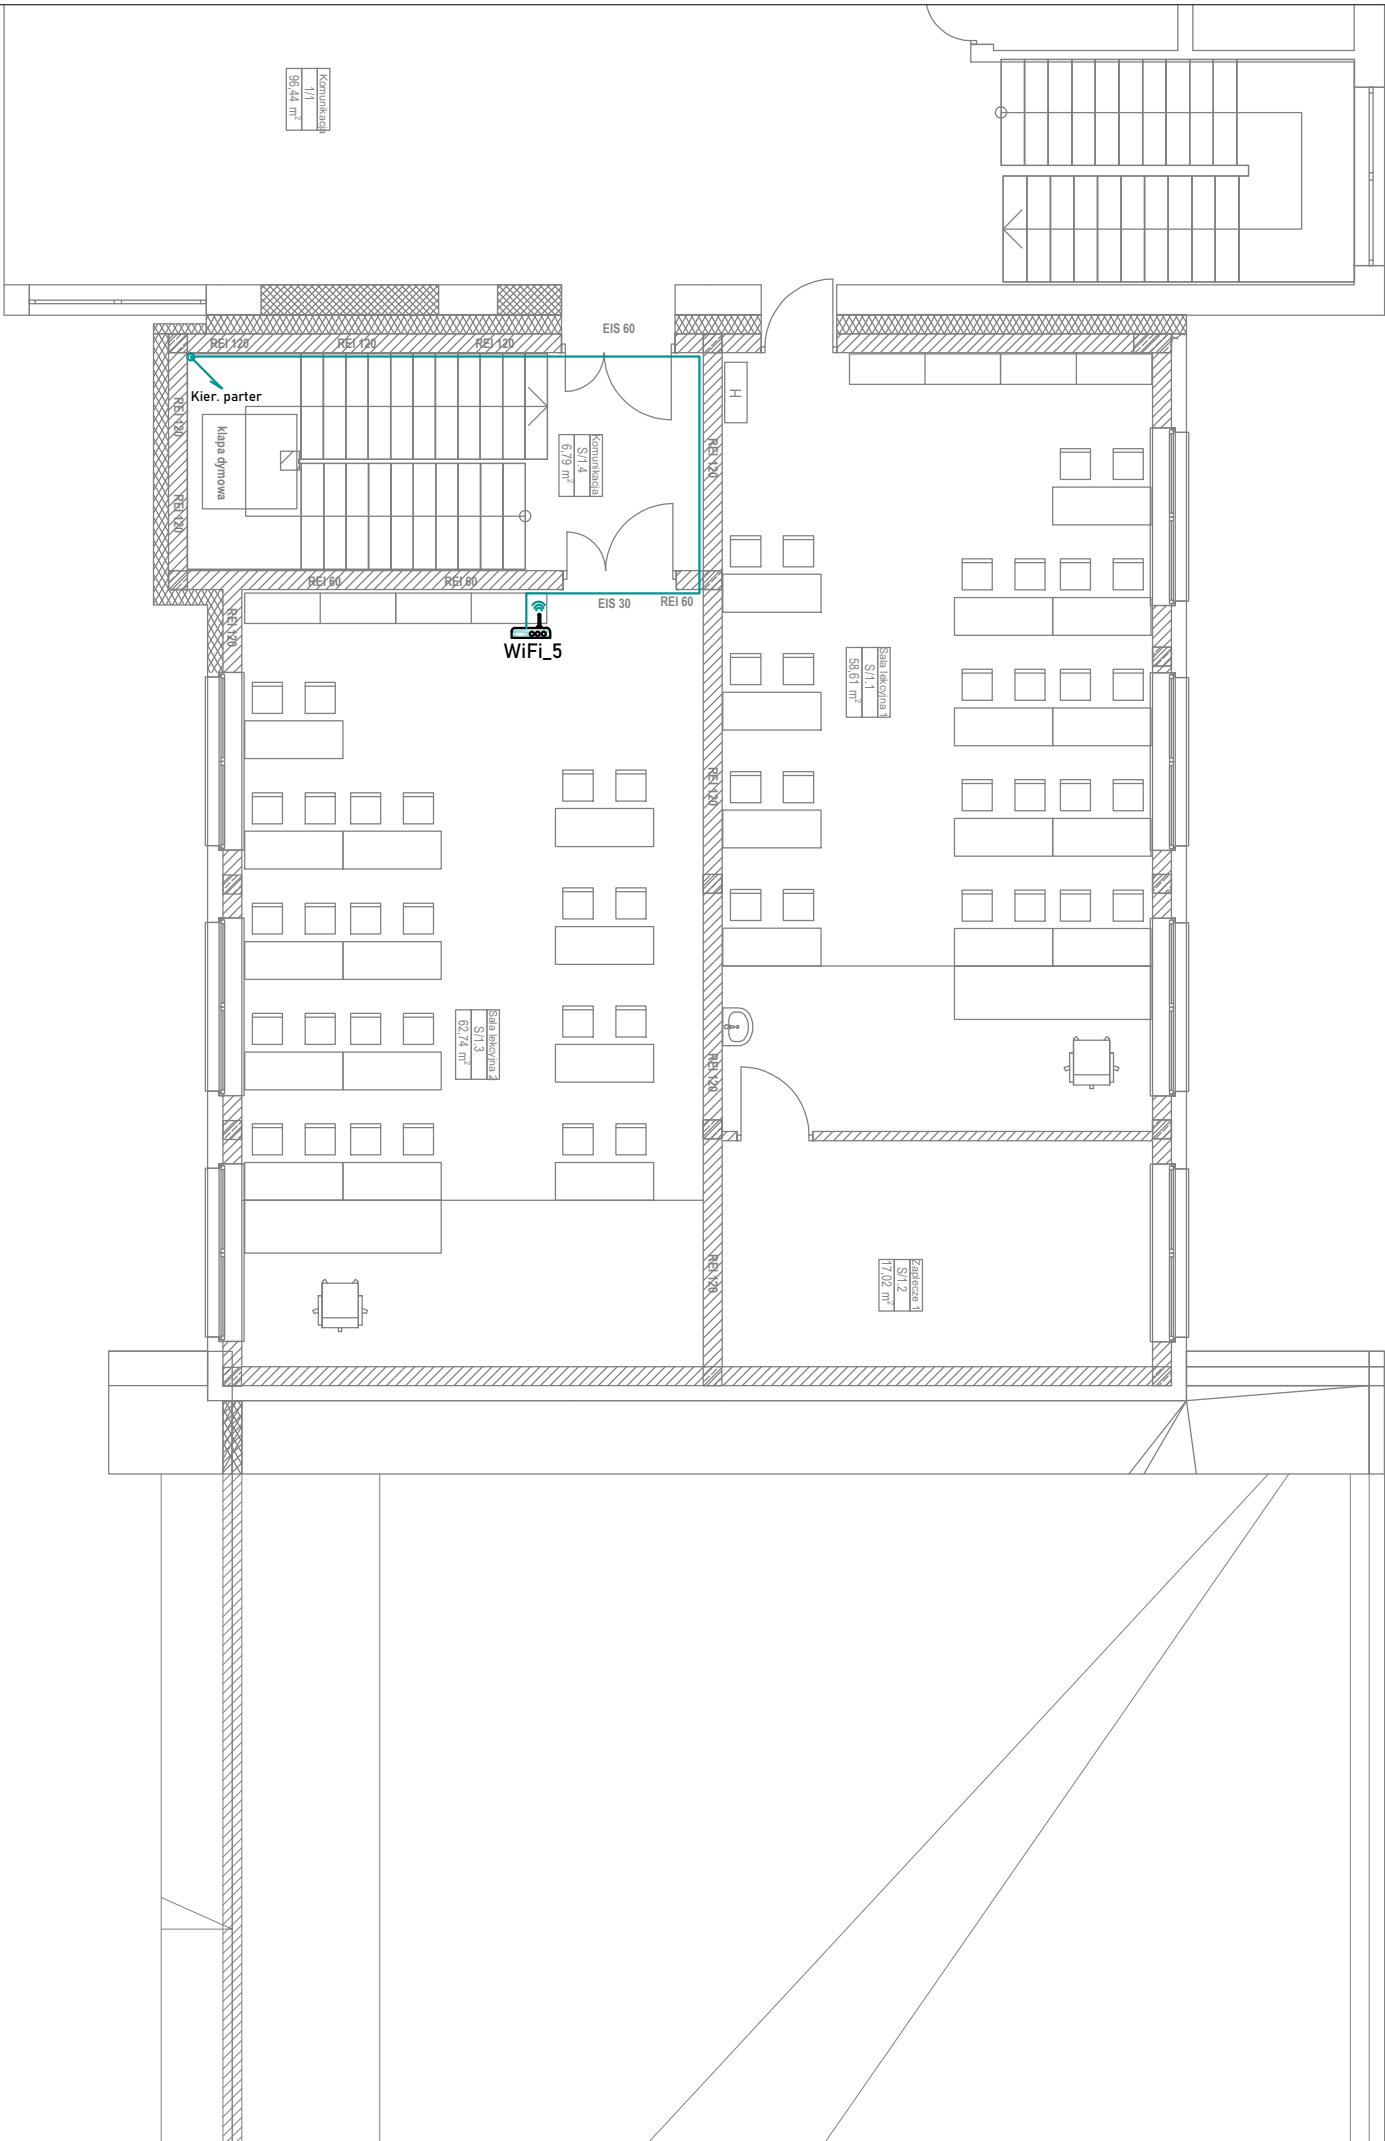 Komunikacja
1/1
96,44 m²
EIS 60
REI 120
REI 120
REI 120
Kier. parter
REI 120
klapa dymowa
H
Komunikacja
S/1.4
6,79 m²
REI 120
REI 120
REI 60
REI 60
EIS 30
REI 60
REI 120
WiFi_5
Sala lekcyjna 1
S/1.1
58,61 m²
REI 120
Sala lekcyjna 2
S/1.3
62,74 m²
REI 120
Zaplecze 1
S/1.2
17,02 m²
REI 120